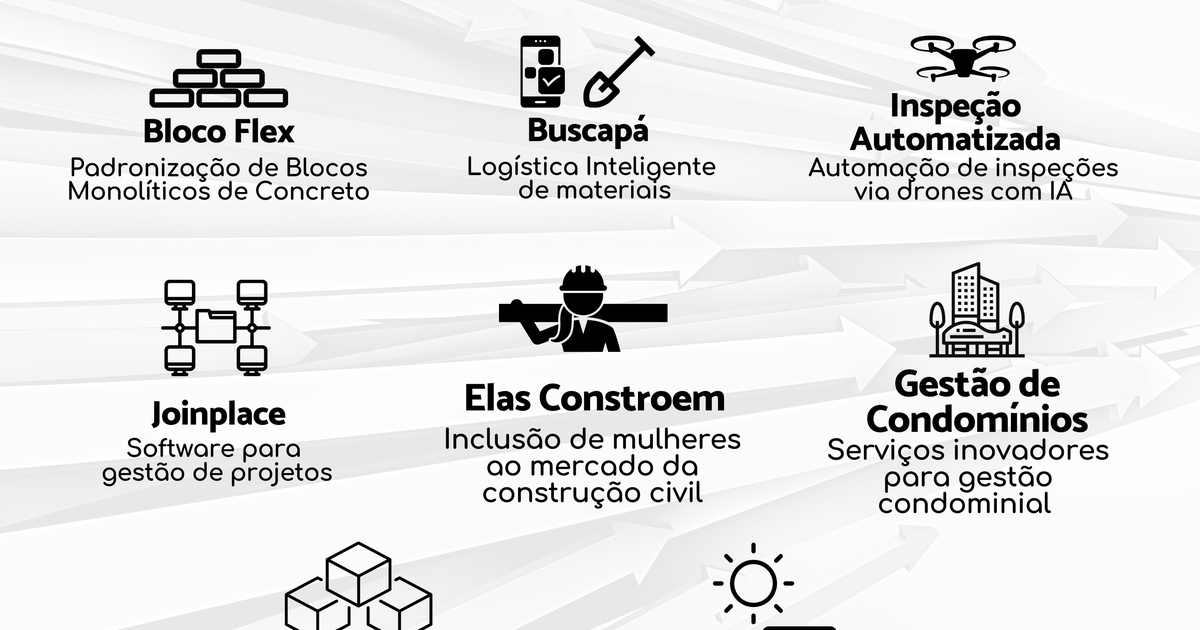 Bloco Flex
Padronização de Blocos
Monolíticos de Concreto
Buscapá
Logística Inteligente
de materiais
Inspeção
Automatizada
Automação de inspeções
via drones com IA
Joinplace
Software para
gestão de projetos
Elas Constroem
Inclusão de mulheres
ao mercado da
construção civil
Gestão de
Condomínios
Serviços inovadores
para gestão
condominial